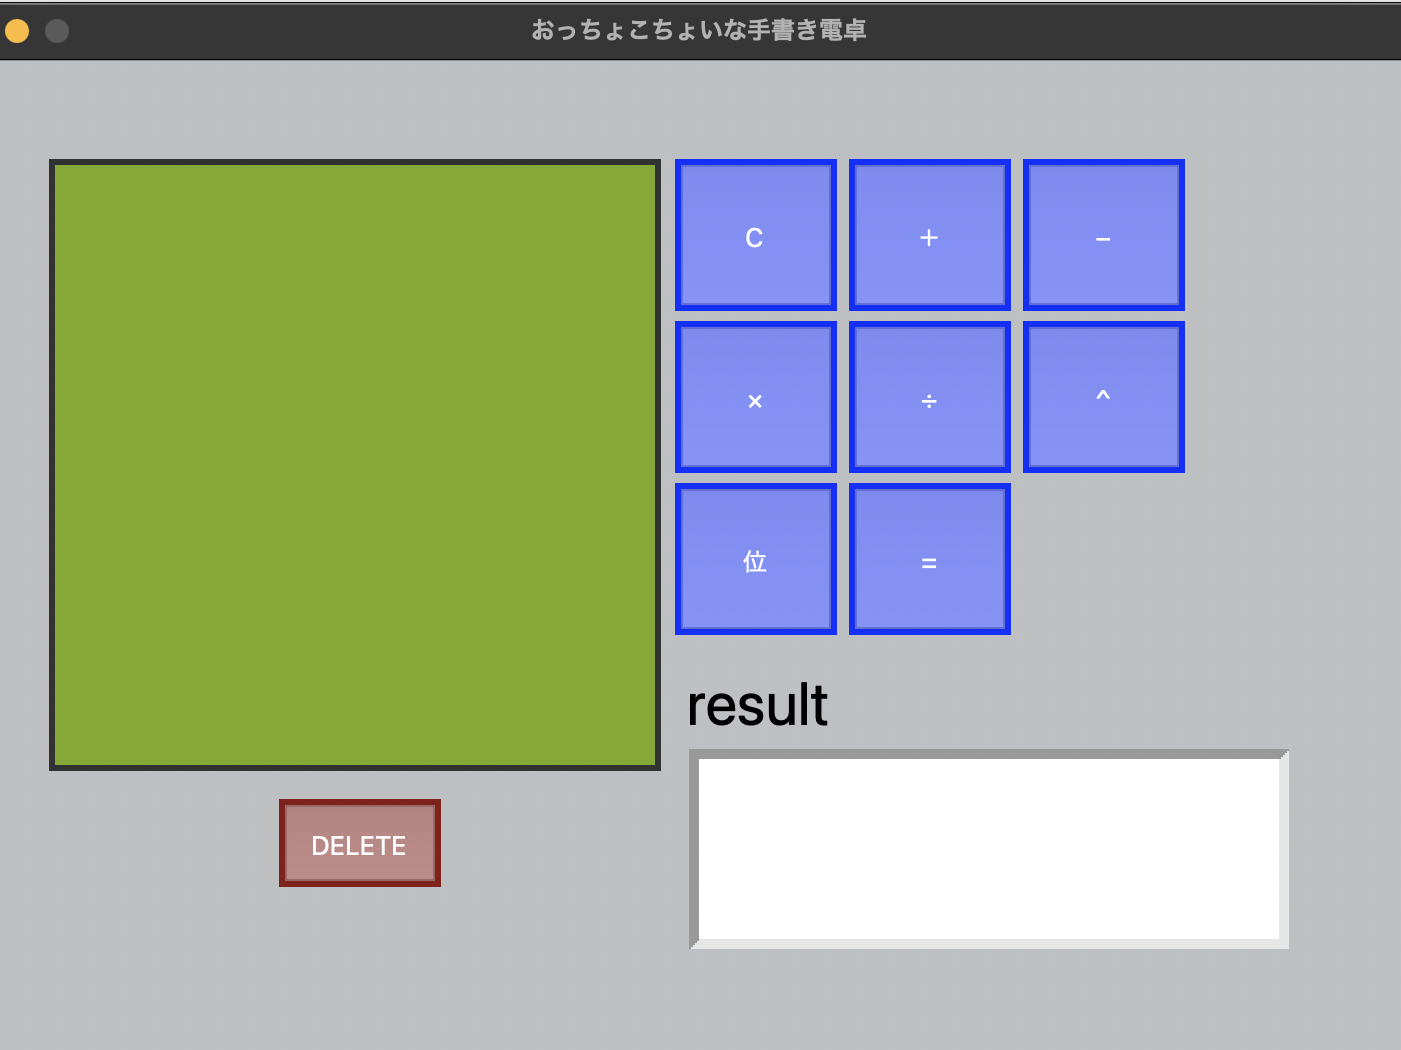 おっちょこちょいな手書き電卓
C + -
× ÷ ^
位 =
result
DELETE